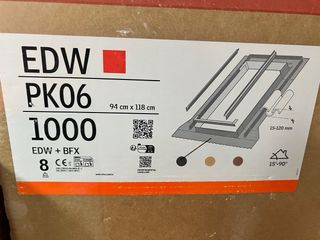 EDW
PK06
94 cm x 118 cm
1000
EDW + BFX
8
15-120 mm
15°-90°